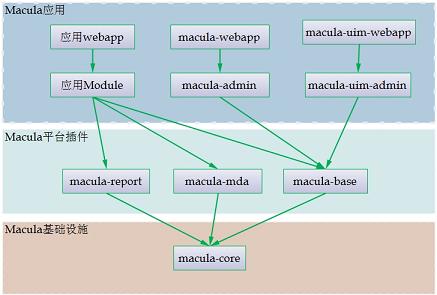 Macula应用
应用webapp
macula-webapp
macula-uim-webapp
应用Module
macula-admin
macula-uim-admin
Macula平台插件
macula-report
macula-mda
macula-base
Macula基础设施
macula-core